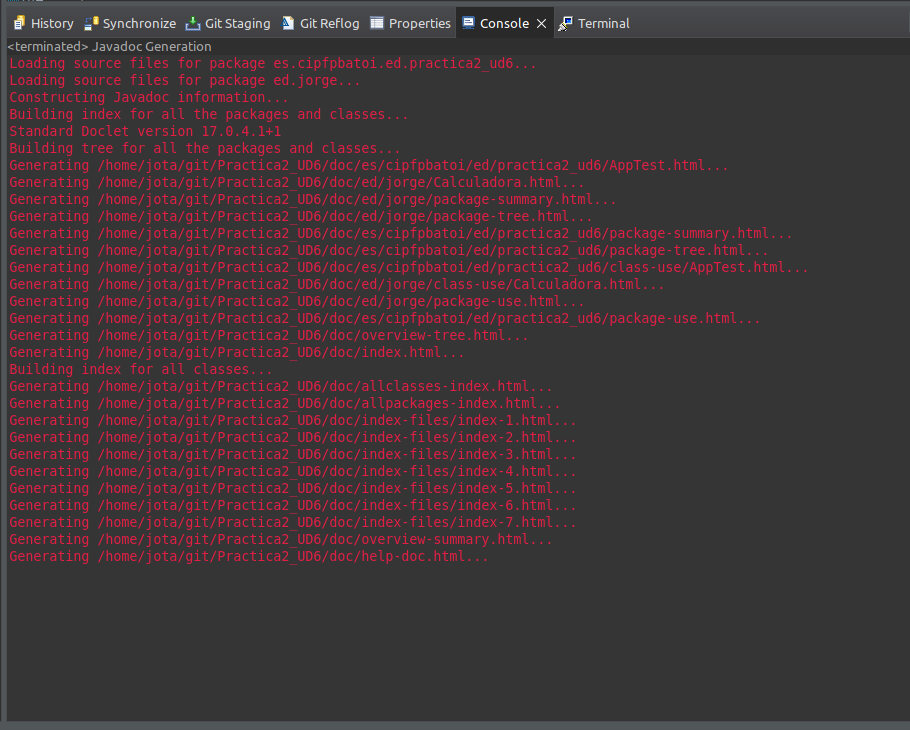 History Synchronize Git Staging Git Reflog Properties Console Terminal
<terminated> Javadoc Generation
Loading source files for package es.cipfpbatoi.ed.practica2_ud6...
Loading source files for package ed.jorge...
Constructing Javadoc information...
Building index for all the packages and classes...
Standard Doclet version 17.0.4.1+1
Building tree for all the packages and classes...
Generating /home/jota/git/Practica2_UD6/doc/es/cipfpbatoi/ed/practica2_ud6/AppTest.html...
Generating /home/jota/git/Practica2_UD6/doc/ed/jorge/Calculadora.html...
Generating /home/jota/git/Practica2_UD6/doc/ed/jorge/package-summary.html...
Generating /home/jota/git/Practica2_UD6/doc/ed/jorge/package-tree.html...
Generating /home/jota/git/Practica2_UD6/doc/es/cipfpbatoi/ed/practica2_ud6/package-summary.html...
Generating /home/jota/git/Practica2_UD6/doc/es/cipfpbatoi/ed/practica2_ud6/package-tree.html...
Generating /home/jota/git/Practica2_UD6/doc/es/cipfpbatoi/ed/practica2_ud6/class-use/AppTest.html...
Generating /home/jota/git/Practica2_UD6/doc/ed/jorge/class-use/Calculadora.html...
Generating /home/jota/git/Practica2_UD6/doc/ed/jorge/package-use.html...
Generating /home/jota/git/Practica2_UD6/doc/es/cipfpbatoi/ed/practica2_ud6/package-use.html...
Generating /home/jota/git/Practica2_UD6/doc/overview-tree.html...
Generating /home/jota/git/Practica2_UD6/doc/index.html...
Building index for all classes...
Generating /home/jota/git/Practica2_UD6/doc/allclasses-index.html...
Generating /home/jota/git/Practica2_UD6/doc/allpackages-index.html...
Generating /home/jota/git/Practica2_UD6/doc/index-files/index-1.html...
Generating /home/jota/git/Practica2_UD6/doc/index-files/index-2.html...
Generating /home/jota/git/Practica2_UD6/doc/index-files/index-3.html...
Generating /home/jota/git/Practica2_UD6/doc/index-files/index-4.html...
Generating /home/jota/git/Practica2_UD6/doc/index-files/index-5.html...
Generating /home/jota/git/Practica2_UD6/doc/index-files/index-6.html...
Generating /home/jota/git/Practica2_UD6/doc/index-files/index-7.html...
Generating /home/jota/git/Practica2_UD6/doc/overview-summary.html...
Generating /home/jota/git/Practica2_UD6/doc/help-doc.html...